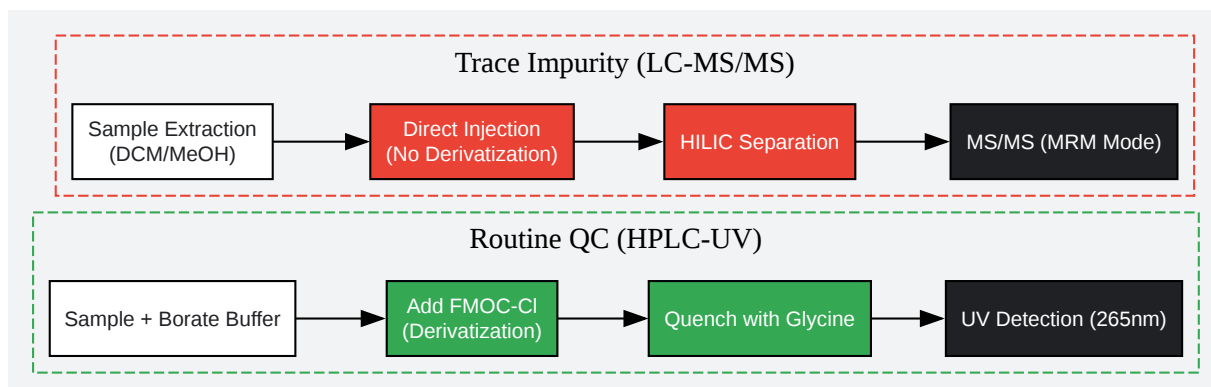 Trace Impurity (LC-MS/MS)
Sample Extraction
(DCM/MeOH)
Direct Injection
(No Derivatization)
HILIC Separation
MS/MS (MRM Mode)
Routine QC (HPLC-UV)
Sample + Borate Buffer
Add FMOC-Cl
(Derivatization)
Quench with Glycine
UV Detection (265nm)